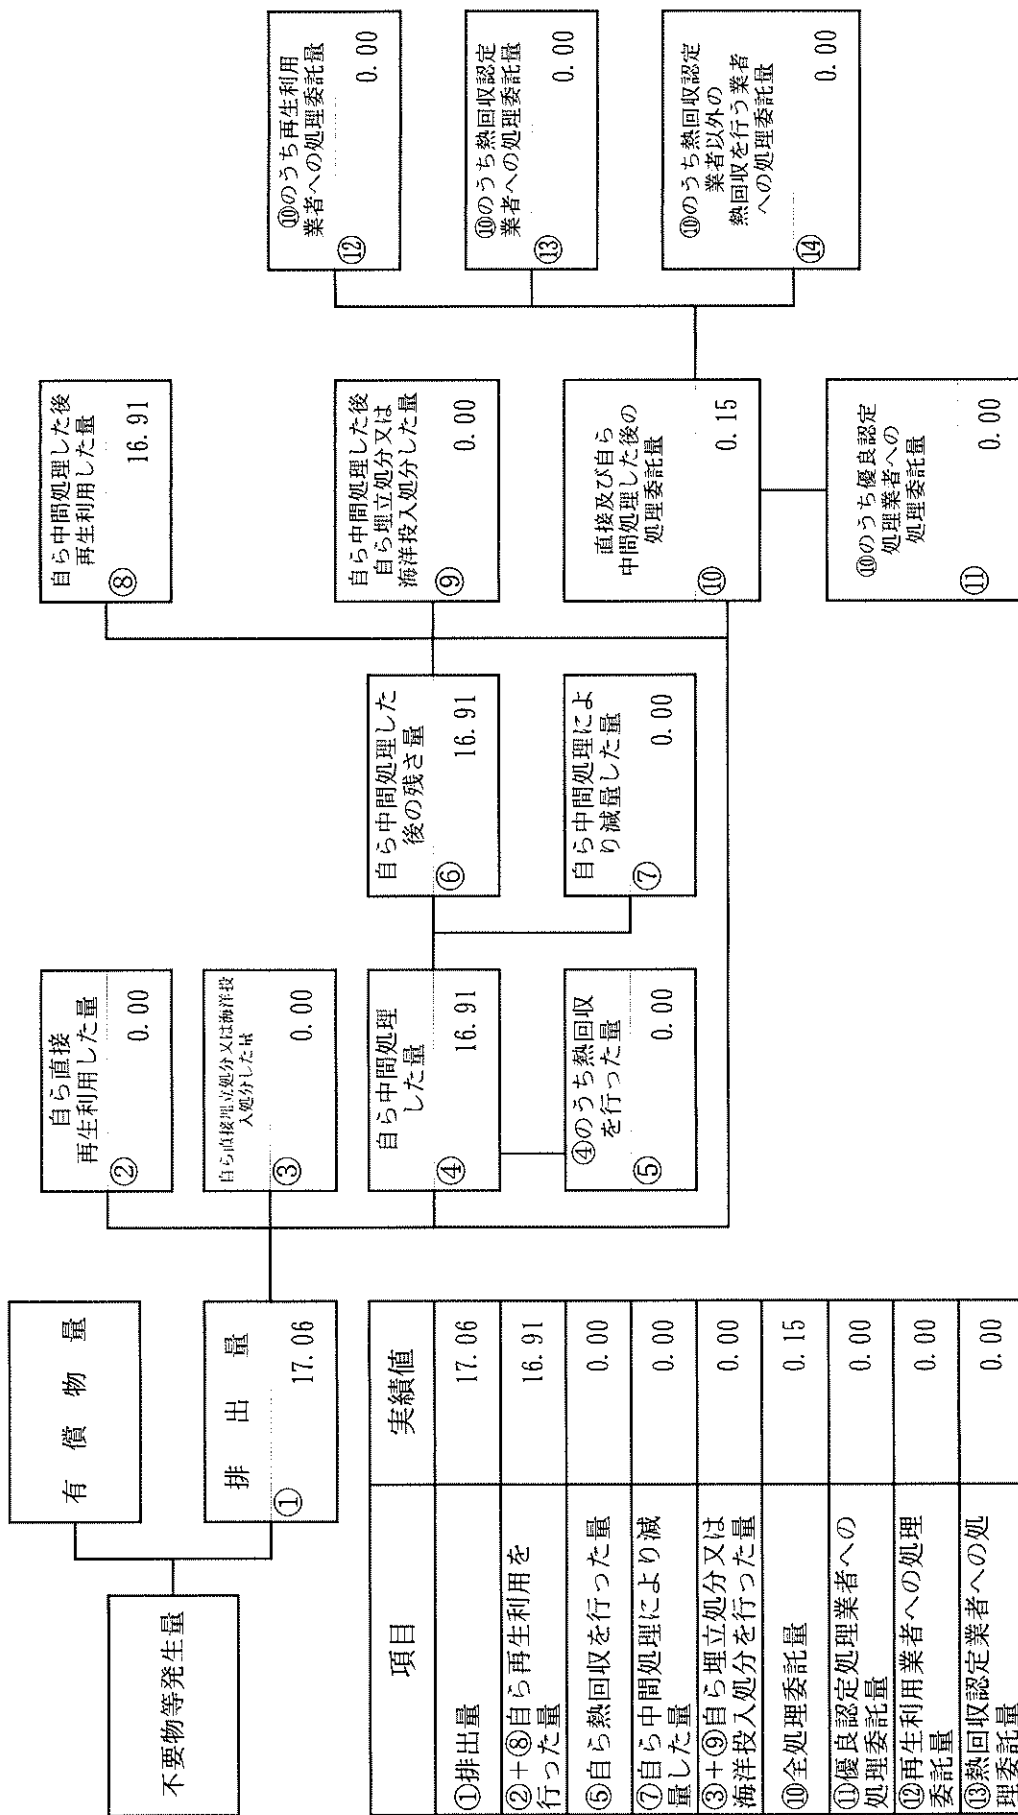 不要物等発生量
有償物量
排出量
①
17.06
自ら直接
再生利用した量
②
0.00
自ら直接埋立処分又は海洋投
入処分した量
③
0.00
自ら中間処理
した量
④
16.91
④のうち熱回収
を行った量
⑤
0.00
自ら中間処理した
後の残さ量
⑥
16.91
自ら中間処理によ
り減量した量
⑦
0.00
自ら中間処理した後
再生利用した量
⑧
16.91
自ら中間処理した後
自ら埋立処分又は
海洋投入処分した量
⑨
0.00
直接及び自ら
中間処理した後の
処理委託量
⑩
0.15
⑩のうち優良認定
処理業者への
処理委託量
⑪
0.00
⑩のうち再生利用
業者への処理委託量
⑫
0.00
⑩のうち熱回収認定
業者への処理委託量
⑬
0.00
⑩のうち熱回収認定
業者以外の
熱回収を行う業者
への処理委託量
⑭
0.00
項目 実績値
①排出量 17.06
②+⑧自ら再生利用を
行った量 16.91
⑤自ら熱回収を行った量 0.00
⑦自ら中間処理により減
量した量 0.00
③+⑨自ら埋立処分又は
海洋投入処分を行った量 0.00
⑩全処理委託量 0.15
⑪優良認定処理業者への
処理委託量 0.00
⑫再生利用業者への処理
委託量 0.00
⑬熱回収認定業者への処
理委託量 0.00